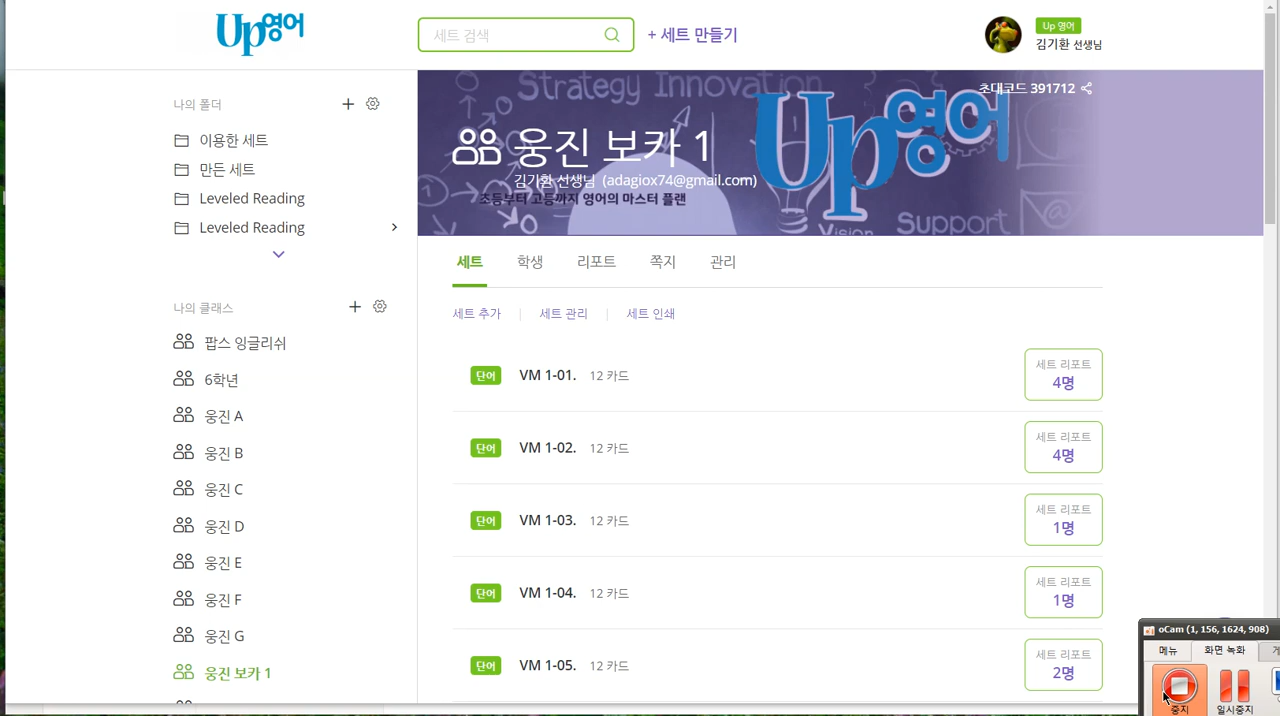 Up영어
세트 검색
+ 세트 만들기
Up 영어
김기환 선생님
나의 폴더
이용한 세트
만든 세트
Leveled Reading
Leveled Reading
나의 클래스
팝스 잉글리쉬
6학년
웅진 A
웅진 B
웅진 C
웅진 D
웅진 E
웅진 F
웅진 G
웅진 보카 1
Strategy Innovation
초대코드 391712
웅진 보카 1
Up영어
김기환 선생님 (adagiox74@gmail.com)
초등부터 고등까지 영어의 마스터 플랜
Vision
Support
세트 학생 리포트 쪽지 관리
세트 추가 세트 관리 세트 인쇄
단어 VM 1-01. 12 카드 세트 리포트
4명
단어 VM 1-02. 12 카드 세트 리포트
4명
단어 VM 1-03. 12 카드 세트 리포트
1명
단어 VM 1-04. 12 카드 세트 리포트
1명
단어 VM 1-05. 12 카드 세트 리포트
2명
oCam (1, 156, 1624, 908)
메뉴 화면 녹화
중지 일시중지